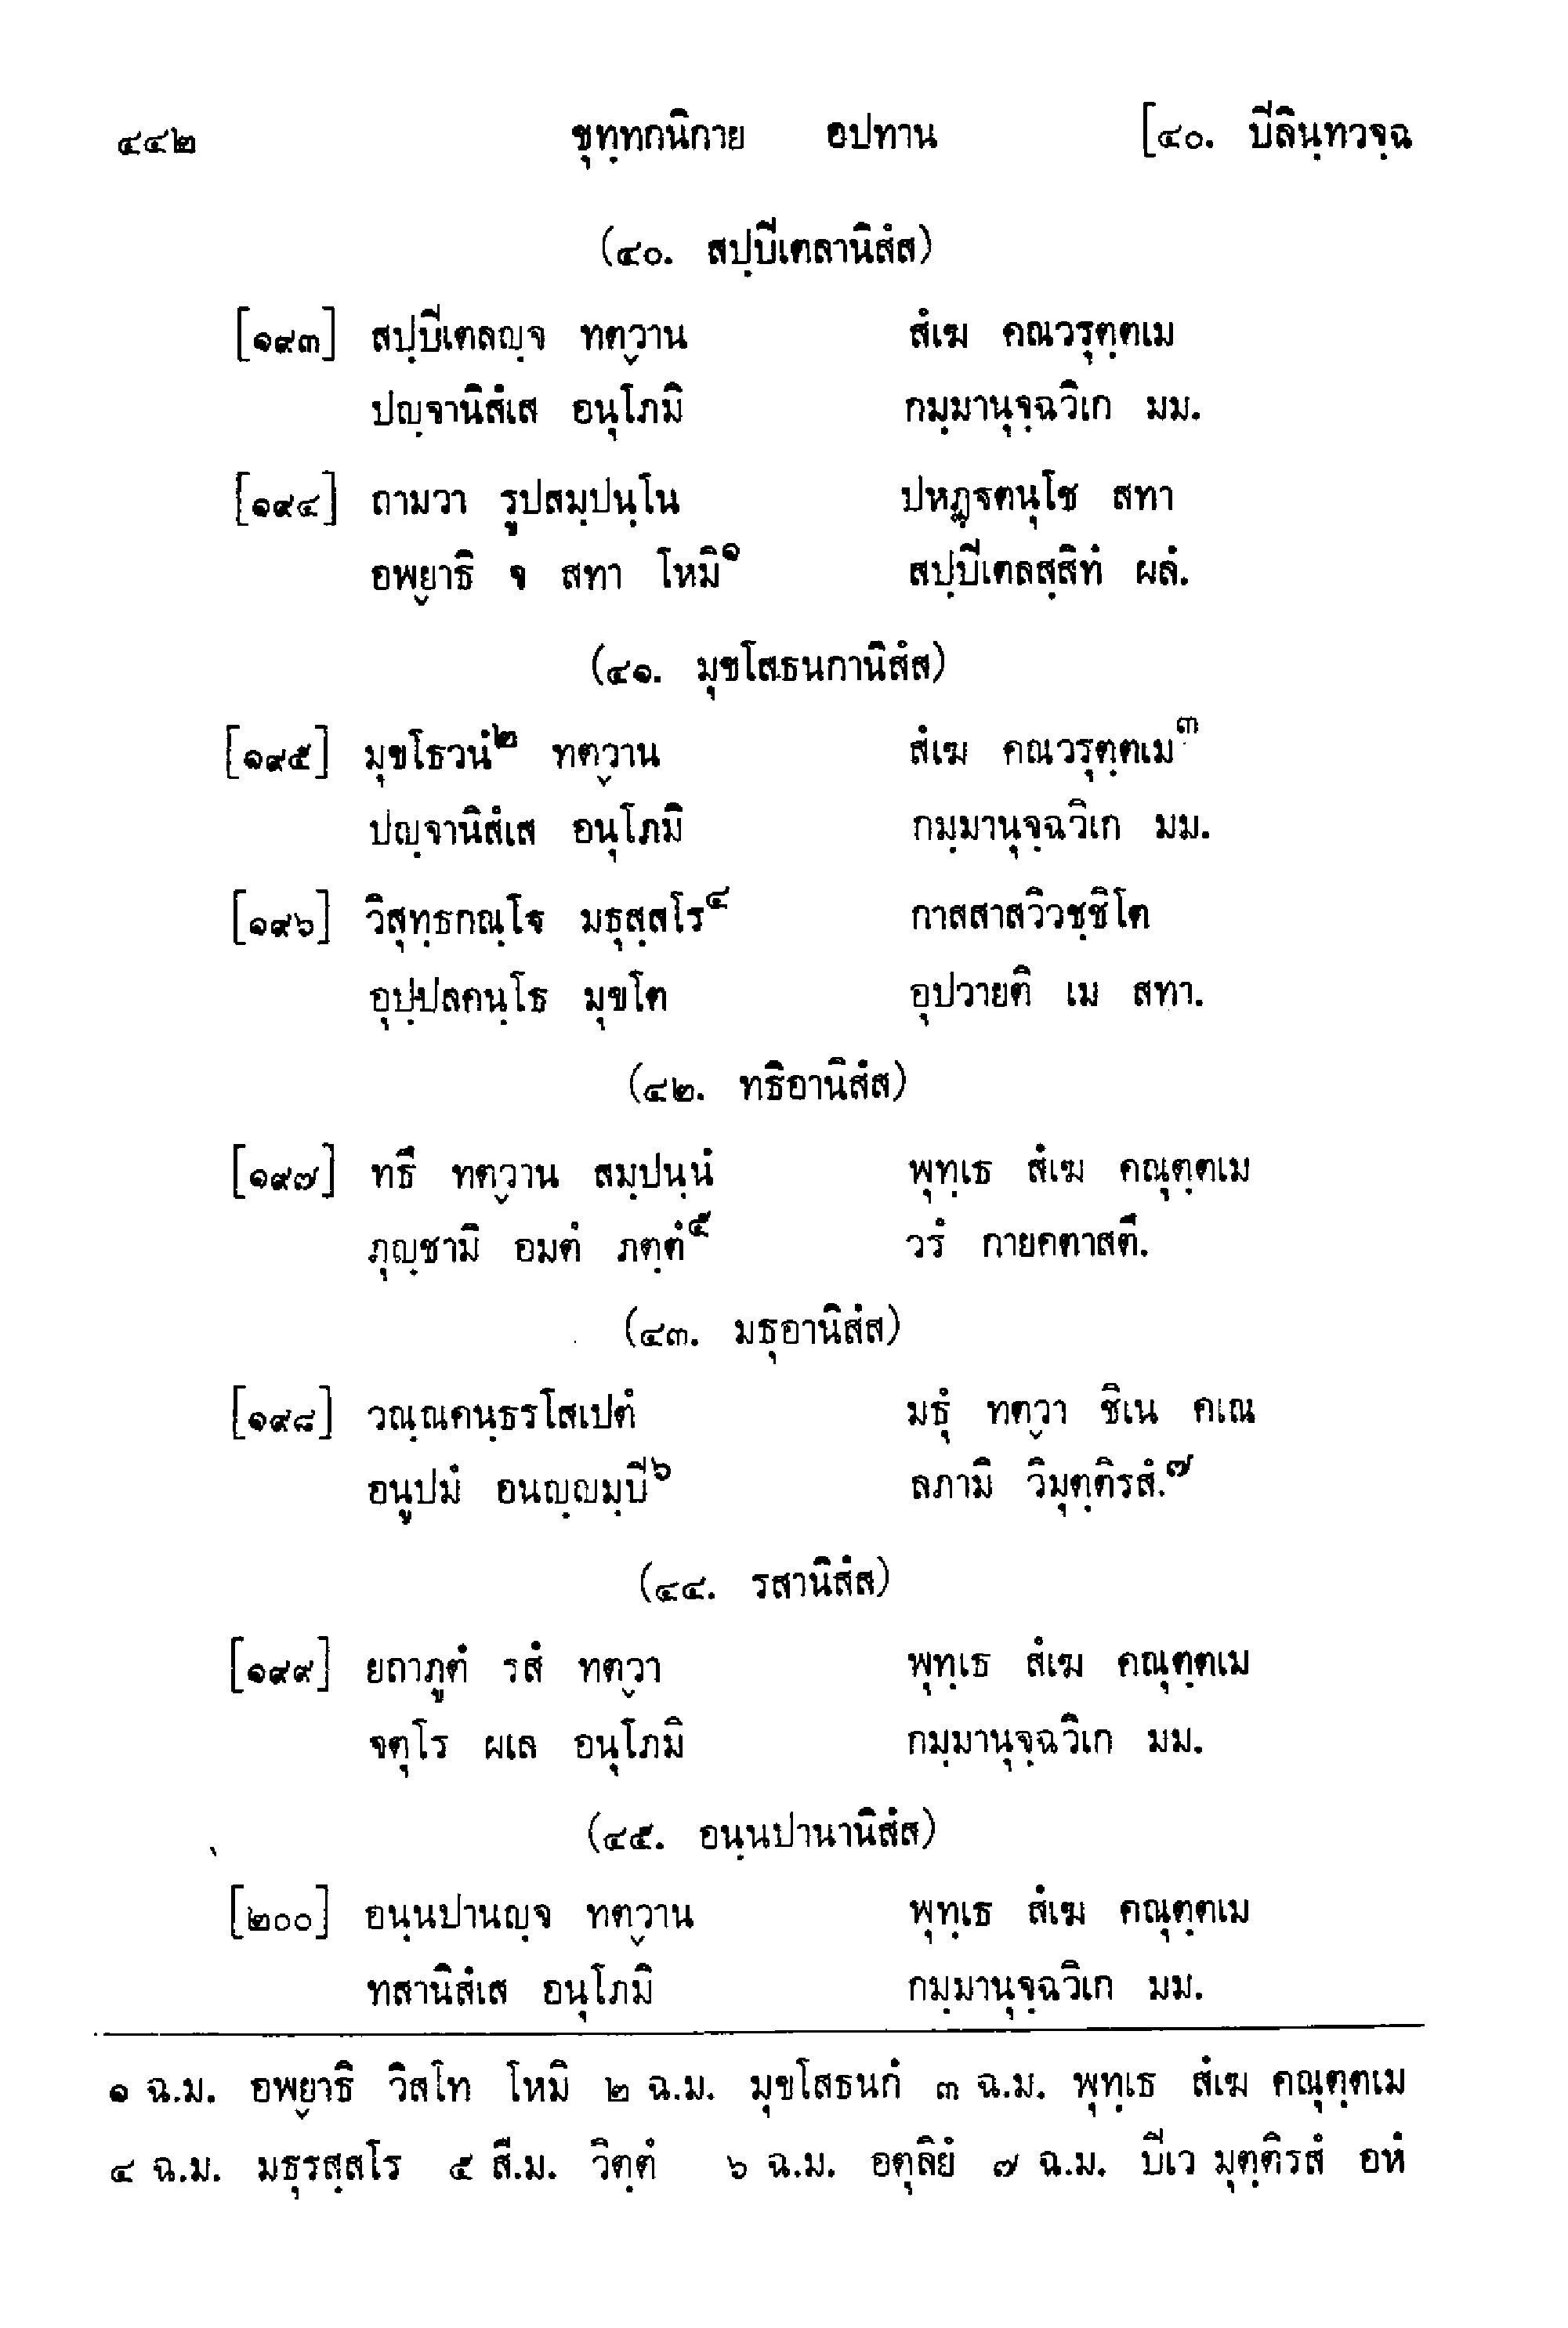 ๔๔๒ ขุทฺทกนิกาย อปทาน [๔๐. ปิลินฺทวจฺฉ
(๔๐. สปฺปิเตลานิสํส)
[๑๙๓] สปฺปิเตลญฺจ ทตฺวาน สํเฆ คณวรุตฺตเม
ปญฺจานิสํเส อนุโภมิ กมฺมานุจฺฉวิเก มม.
[๑๙๔] ถามวา รูปสมฺปนฺโน ปหฏฺฐตนุโช สทา
อพฺยาธิ จ สทา โหมิ๑ สปฺปิเตลสฺสิทํ ผลํ.
(๔๑. มุขโสธนกานิสํส)
[๑๙๕] มุขโธวนํ๒ ทตฺวาน สํเฆ คณวรุตฺตเม๓
ปญฺจานิสํเส อนุโภมิ กมฺมานุจฺฉวิเก มม.
[๑๙๖] วิสุทฺธกณฺโฐ มธุสฺสโร๔ กาสสาสวิวชฺชิโต
อุปฺปลคนฺโธ มุขโต อุปวายติ เม สทา.
(๔๒. ทธิอานิสํส)
[๑๙๗] ทธึ ทตฺวาน สมฺปนฺนํ พุทฺเธ สํเฆ คณุตฺตเม
ภุญฺชามิ อมตํ ภตฺตํ๕ วรํ กายคตาสตึ.
(๔๓. มธุอานิสํส)
[๑๙๘] วณฺณคนฺธรโสเปตํ มธุํ ทตฺวา ชิเน คเณ
อนูปมํ อนญฺญมฺปิ๖ ลภามิ วิมุตฺติรสํ.๗
(๔๔. รสานิสํส)
[๑๙๙] ยถาภูตํ รสํ ทตฺวา พุทฺเธ สํเฆ คณุตฺตเม
จตุโร ผเล อนุโภมิ กมฺมานุจฺฉวิเก มม.
(๔๕. อนฺนปานานิสํส)
[๒๐๐] อนฺนปานญฺจ ทตฺวาน พุทฺเธ สํเฆ คณุตฺตเม
ทสานิสํเส อนุโภมิ กมฺมานุจฺฉวิเก มม.
๑ ฉ.ม. อพฺยาธิ วิสโท โหมิ ๒ ฉ.ม. มุขโสธนกํ ๓ ฉ.ม. พุทฺเธ สํเฆ คณุตฺตเม
๔ ฉ.ม. มธุรสฺสโร ๕ สี.ม. วิตฺตํ ๖ ฉ.ม. อตุลิยํ ๗ ฉ.ม. ปิเว มุตฺติรสํ อหํ